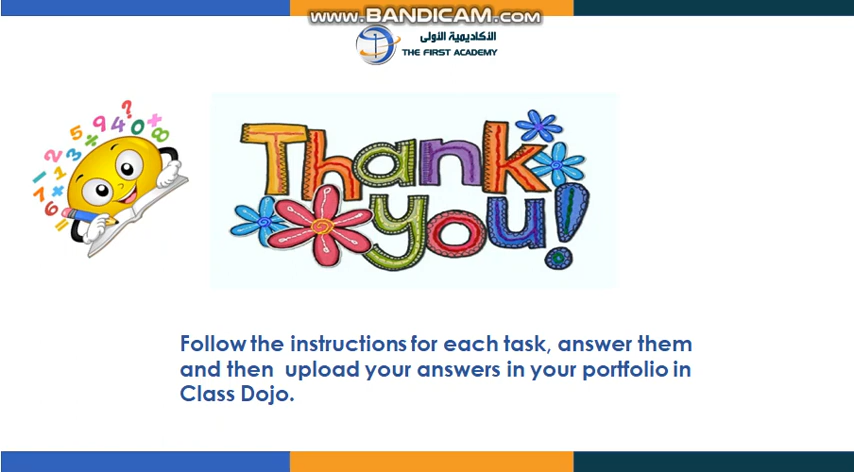 www.BANDICAM.com
الأكاديمية الأولى
THE FIRST ACADEMY
Thank
you!
Follow the instructions for each task, answer them
and then upload your answers in your portfolio in
Class Dojo.